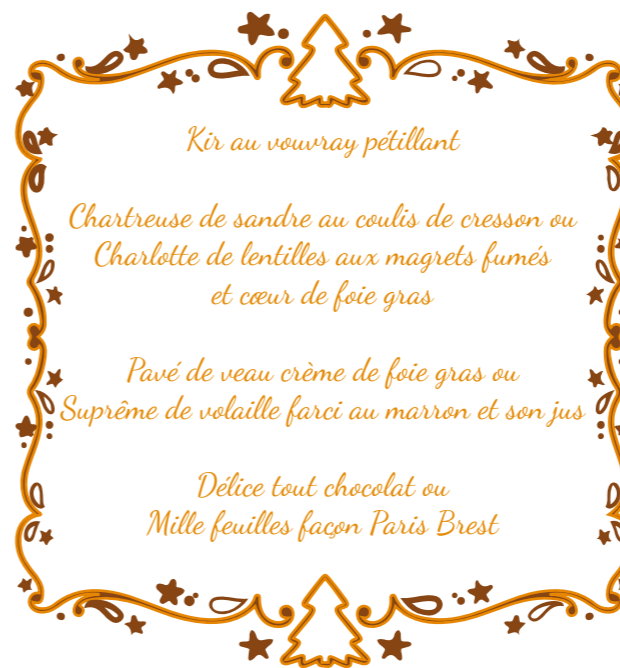 Kir au vouvray pétillant
Chartreuse de sandre au coulis de cresson ou
Charlotte de lentilles aux magrets fumés
et cœur de foie gras
Pavé de veau crème de foie gras ou
Suprême de volaille farci au marron et son jus
Délice tout chocolat ou
Mille feuilles façon Paris Brest